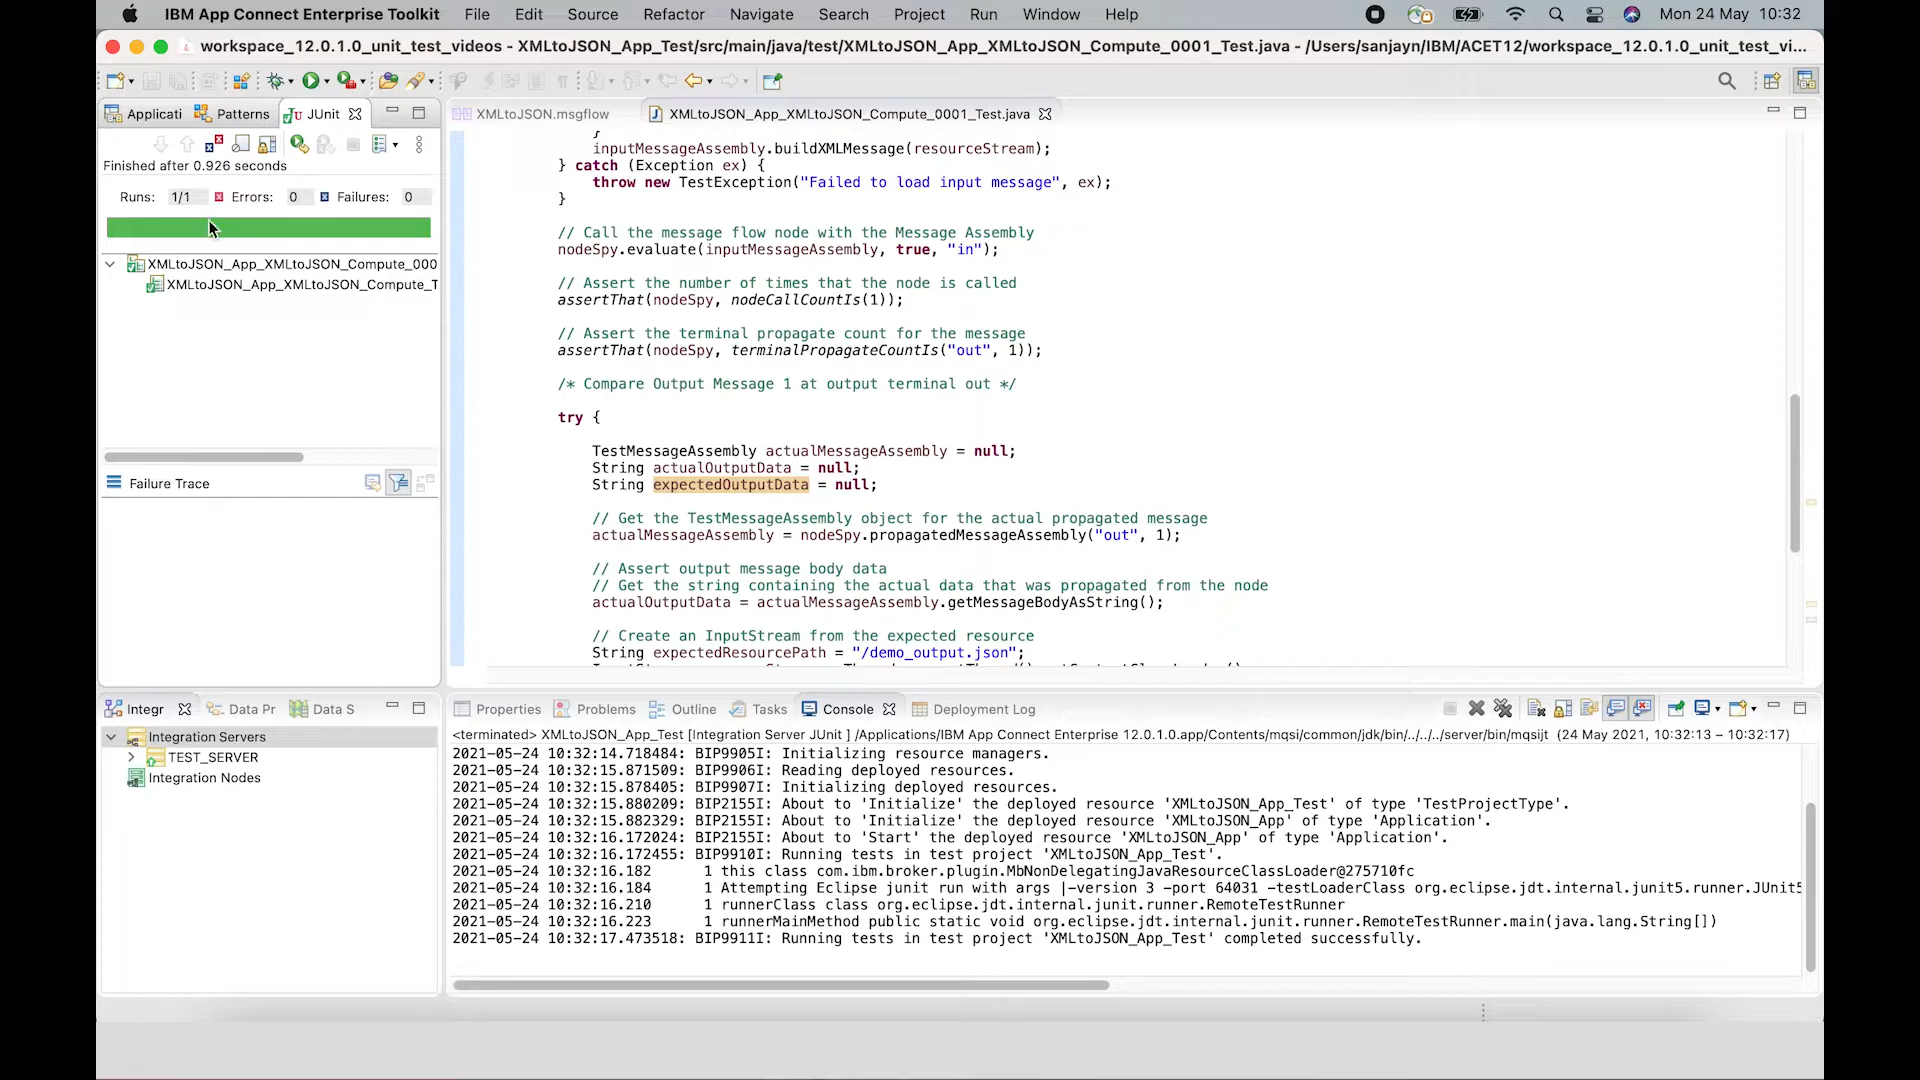 IBM App Connect Enterprise Toolkit File Edit Source Refactor Navigate Search Project Run Window Help Mon 24 May 10:32
workspace_12.0.1.0_unit_test_videos - XMLtoJSON_App_Test/src/main/java/test/XMLtoJSON_App_XMLtoJSON_Compute_0001_Test.java - /Users/sanjayn/IBM/ACET12/workspace_12.0.1.0_unit_test_vi...
Applicati Patterns JUnit
XMLtoJSON.msgflow XMLtoJSON_App_XMLtoJSON_Compute_0001_Test.java
Finished after 0.926 seconds
Runs: 1/1 Errors: 0 Failures: 0
XMLtoJSON_App_XMLtoJSON_Compute_000
XMLtoJSON_App_XMLtoJSON_Compute_T
Failure Trace
}
inputMessageAssembly.buildXMLMessage(resourceStream);
} catch (Exception ex) {
throw new TestException("Failed to load input message", ex);
}
// Call the message flow node with the Message Assembly
nodeSpy.evaluate(inputMessageAssembly, true, "in");
// Assert the number of times that the node is called
assertThat(nodeSpy, nodeCallCountIs(1));
// Assert the terminal propagate count for the message
assertThat(nodeSpy, terminalPropagateCountIs("out", 1));
/* Compare Output Message 1 at output terminal out */
try {
TestMessageAssembly actualMessageAssembly = null;
String actualOutputData = null;
String expectedOutputData = null;
// Get the TestMessageAssembly object for the actual propagated message
actualMessageAssembly = nodeSpy.propagatedMessageAssembly("out", 1);
// Assert output message body data
// Get the string containing the actual data that was propagated from the node
actualOutputData = actualMessageAssembly.getMessageBodyAsString();
// Create an InputStream from the expected resource
String expectedResourcePath = "/demo_output.json";
Integr Data Pr Data S
Integration Servers
TEST_SERVER
Integration Nodes
Properties Problems Outline Tasks Console Deployment Log
<terminated> XMLtoJSON_App_Test [Integration Server JUnit ] /Applications/IBM App Connect Enterprise 12.0.1.0.app/Contents/mqsi/common/jdk/bin/../../../server/bin/mqsijt (24 May 2021, 10:32:13 – 10:32:17)
2021-05-24 10:32:14.718484: BIP9905I: Initializing resource managers.
2021-05-24 10:32:15.871509: BIP9906I: Reading deployed resources.
2021-05-24 10:32:15.878405: BIP9907I: Initializing deployed resources.
2021-05-24 10:32:15.880209: BIP2155I: About to 'Initialize' the deployed resource 'XMLtoJSON_App_Test' of type 'TestProjectType'.
2021-05-24 10:32:15.882329: BIP2155I: About to 'Initialize' the deployed resource 'XMLtoJSON_App' of type 'Application'.
2021-05-24 10:32:16.172024: BIP2155I: About to 'Start' the deployed resource 'XMLtoJSON_App' of type 'Application'.
2021-05-24 10:32:16.172455: BIP9910I: Running tests in test project 'XMLtoJSON_App_Test'.
2021-05-24 10:32:16.182 1 this class com.ibm.broker.plugin.MbNonDelegatingJavaResourceClassLoader@275710fc
2021-05-24 10:32:16.184 1 Attempting Eclipse junit run with args |-version 3 -port 64031 -testLoaderClass org.eclipse.jdt.internal.junit5.runner.JUnit5
2021-05-24 10:32:16.210 1 runnerClass class org.eclipse.jdt.internal.junit.runner.RemoteTestRunner
2021-05-24 10:32:16.223 1 runnerMainMethod public static void org.eclipse.jdt.internal.junit.runner.RemoteTestRunner.main(java.lang.String[])
2021-05-24 10:32:17.473518: BIP9911I: Running tests in test project 'XMLtoJSON_App_Test' completed successfully.